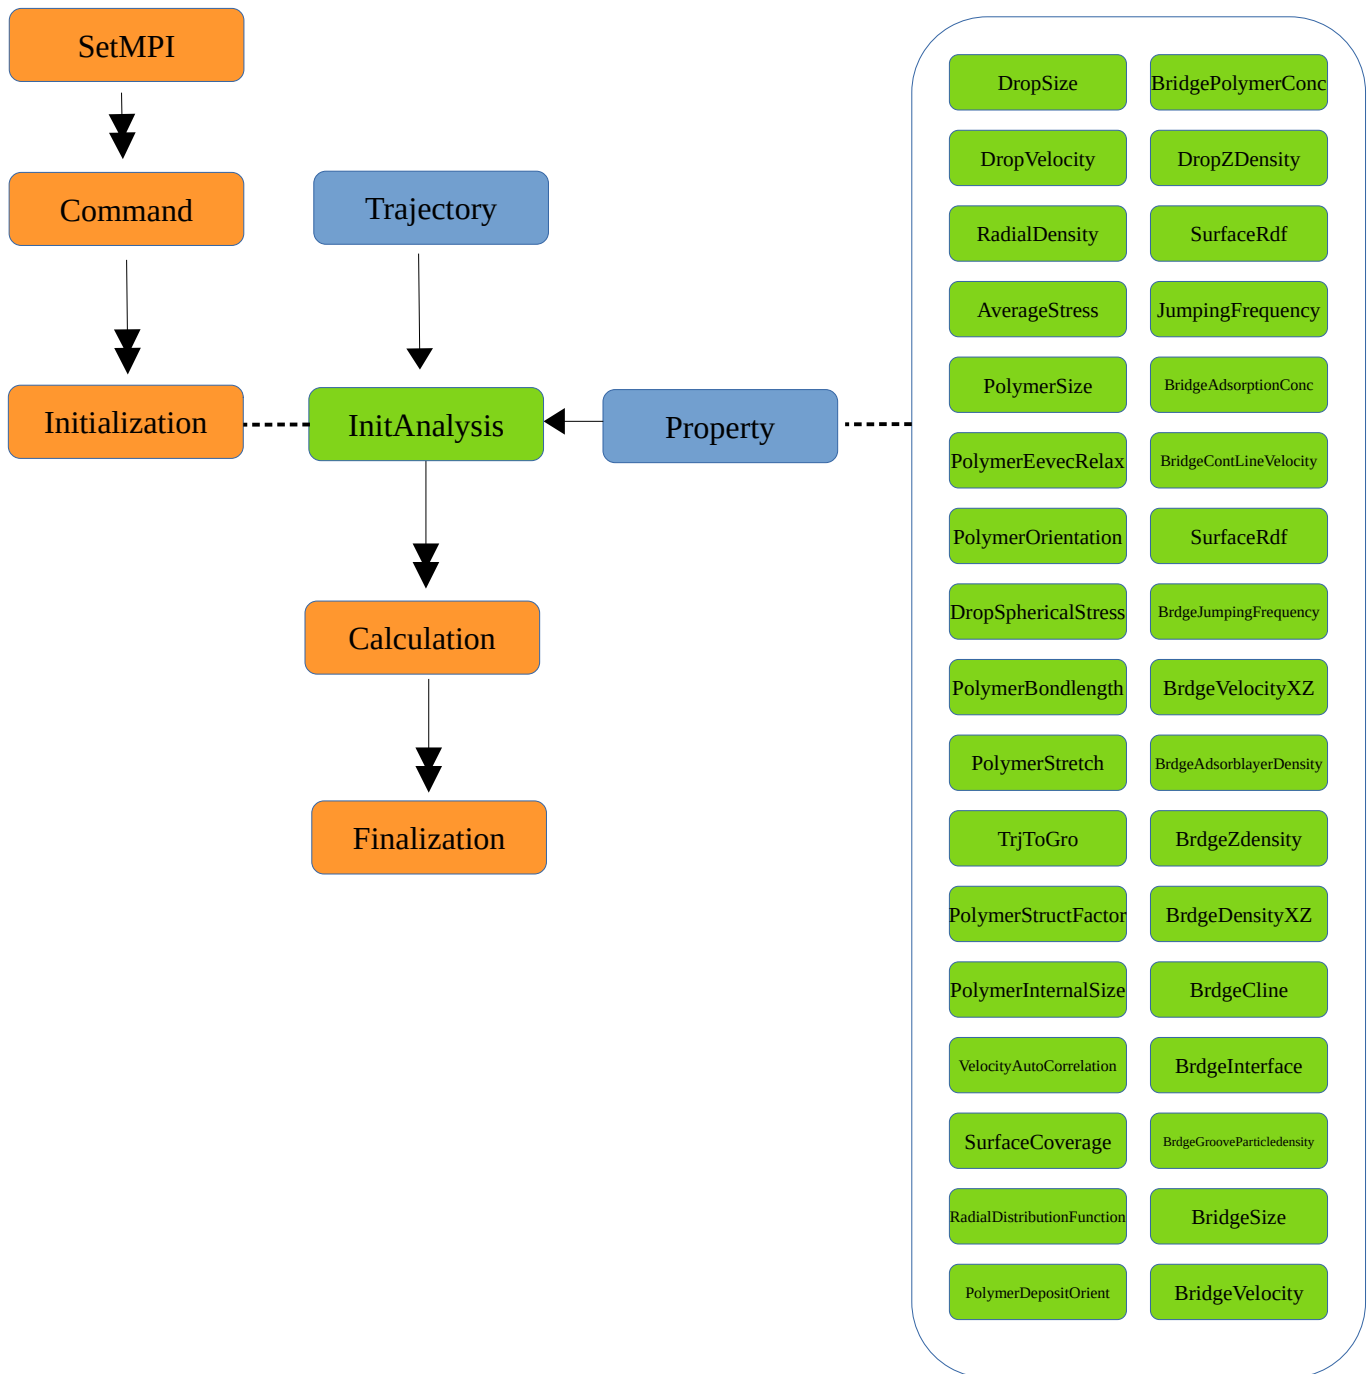 SetMPI
Command
Initialization
Trajectory
InitAnalysis
Property
Calculation
Finalization
DropSize
BridgePolymerConc
DropVelocity
DropZDensity
RadialDensity
SurfaceRdf
AverageStress
JumpingFrequency
PolymerSize
BridgeAdsorptionConc
PolymerEevecRelax
BridgeContLineVelocity
PolymerOrientation
SurfaceRdf
DropSphericalStress
BrdgeJumpingFrequency
PolymerBondlength
BrdgeVelocityXZ
PolymerStretch
BrdgeAdsorblayerDensity
TrjToGro
BrdgeZdensity
PolymerStructFactor
BrdgeDensityXZ
PolymerInternalSize
BrdgeCline
VelocityAutoCorrelation
BrdgeInterface
SurfaceCoverage
BrdgeGrooveParticledensity
RadialDistributionFunction
BridgeSize
PolymerDepositOrient
BridgeVelocity